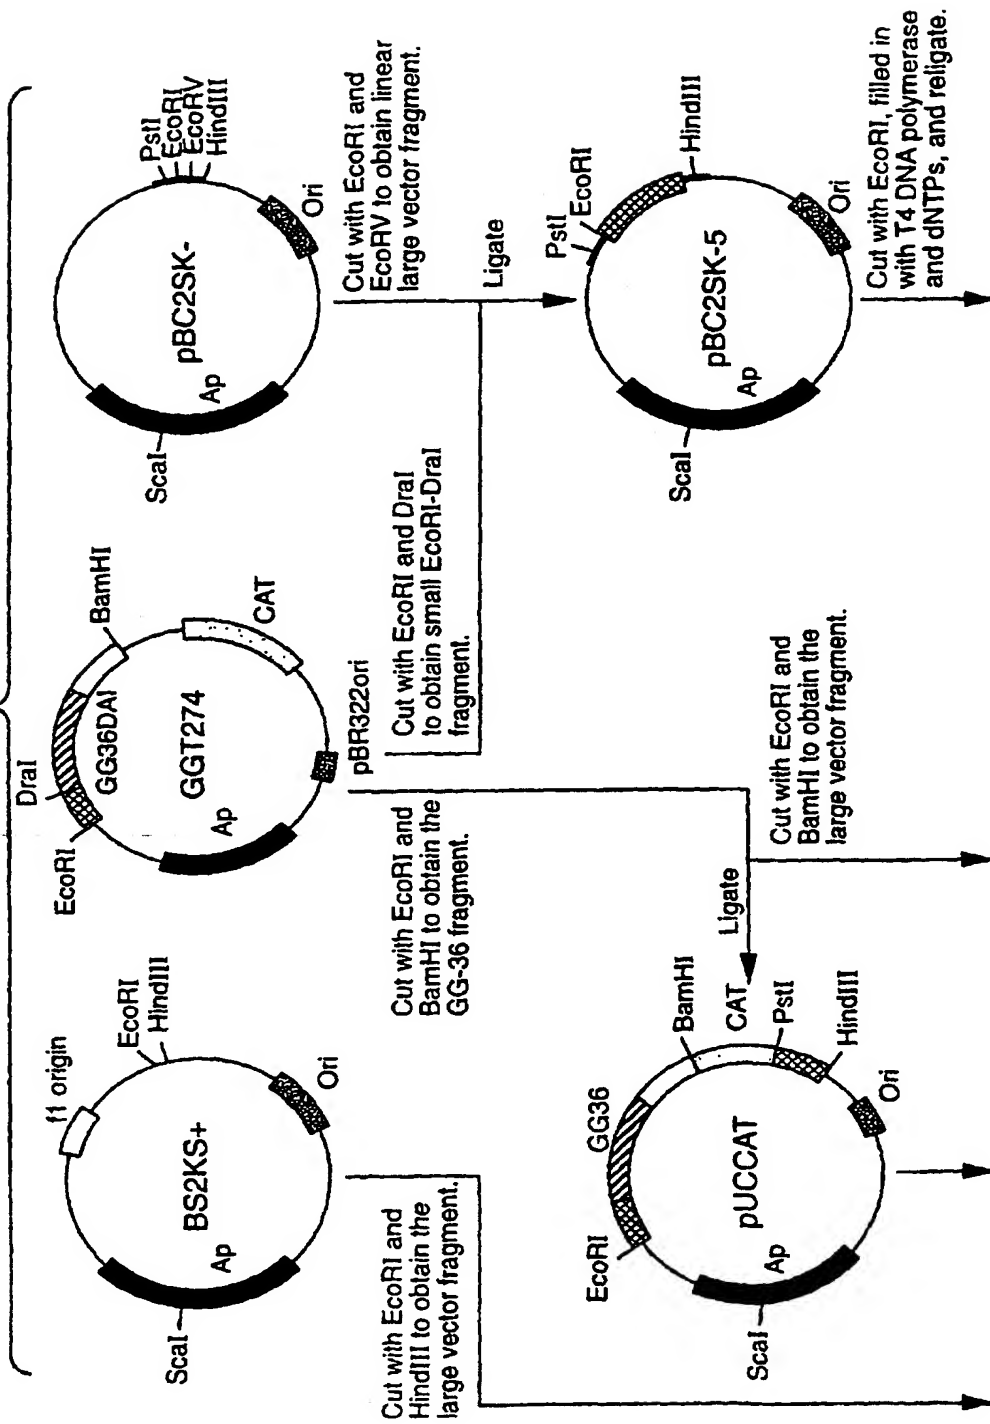 f1 origin
EcoRI
HindIII
BS2KS+
Ap
ScaI
Ori
Cut with EcoRI and
HindIII to obtain the
large vector fragment.
DraI
EcoRI
BamHI
GG36DAI
GGT274
CAT
Ap
pBR322ori
Cut with EcoRI and
BamHI to obtain the
GG-36 fragment.
Cut with EcoRI and DraI
to obtain small EcoRI-DraI
fragment.
PstI
EcoRI
EcoRV
HindIII
pBC2SK-
Ap
ScaI
Ori
Cut with EcoRI and
EcoRV to obtain linear
large vector fragment.
Ligate
GG36
EcoRI
BamHI
CAT
PstI
HindIII
pUCCAT
Ap
ScaI
Ori
Ligate
Cut with EcoRI and
BamHI to obtain the
large vector fragment.
PstI
EcoRI
HindIII
pBC2SK-5
Ap
ScaI
Ori
Cut with EcoRI, filled in
with T4 DNA polymerase
and dNTPs, and religate.